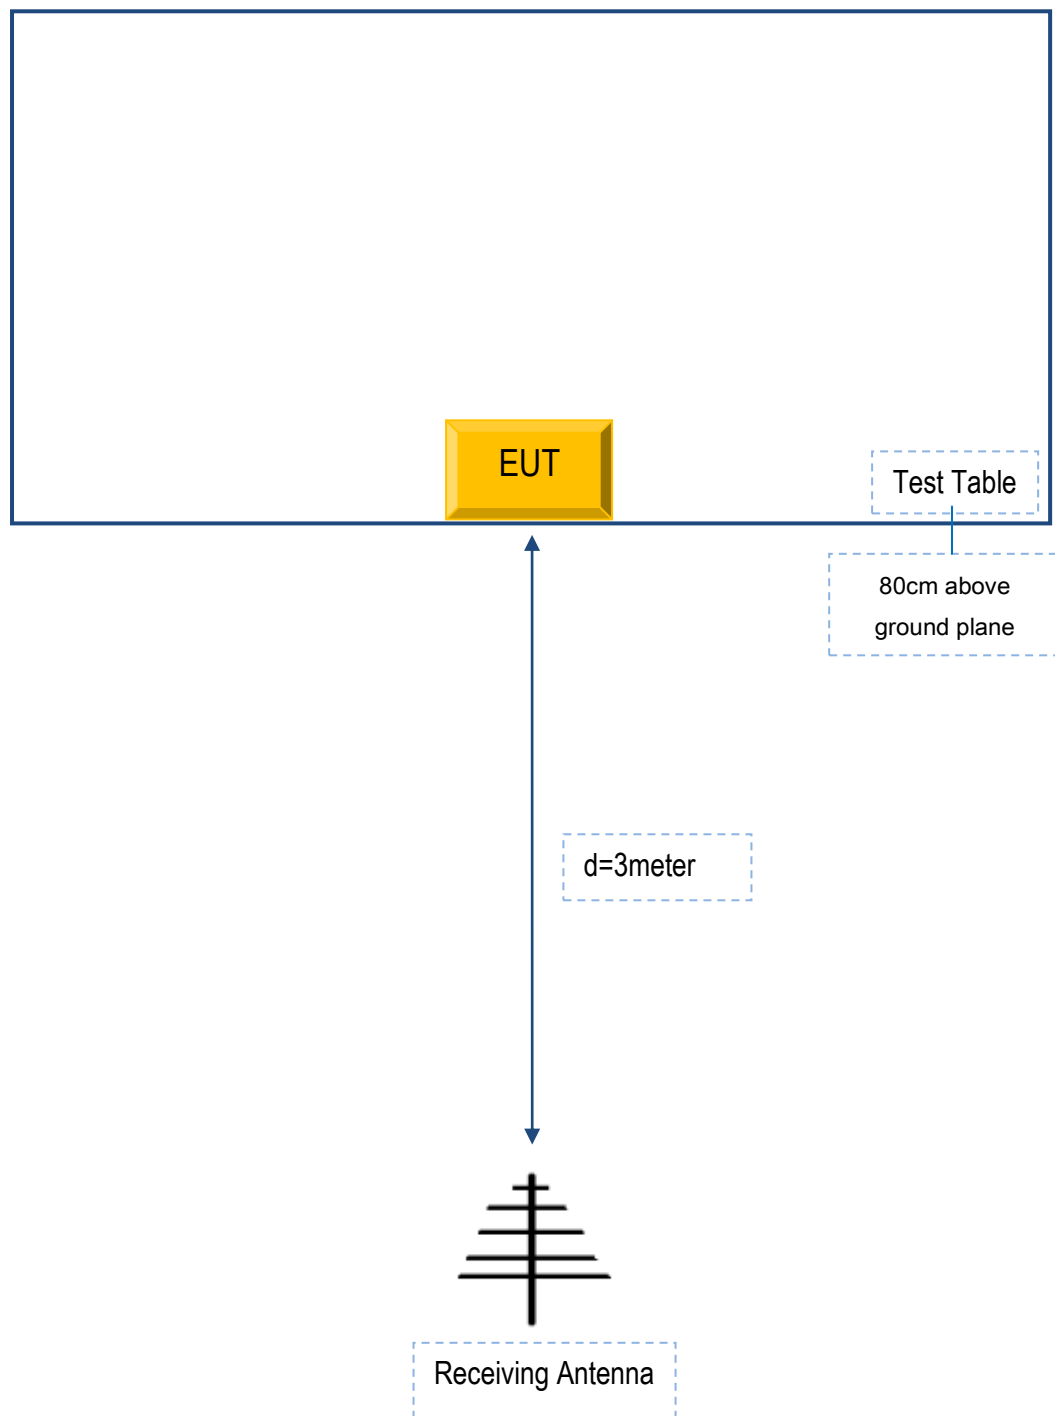 EUT
Test Table
80cm above
ground plane
d=3meter
Receiving Antenna